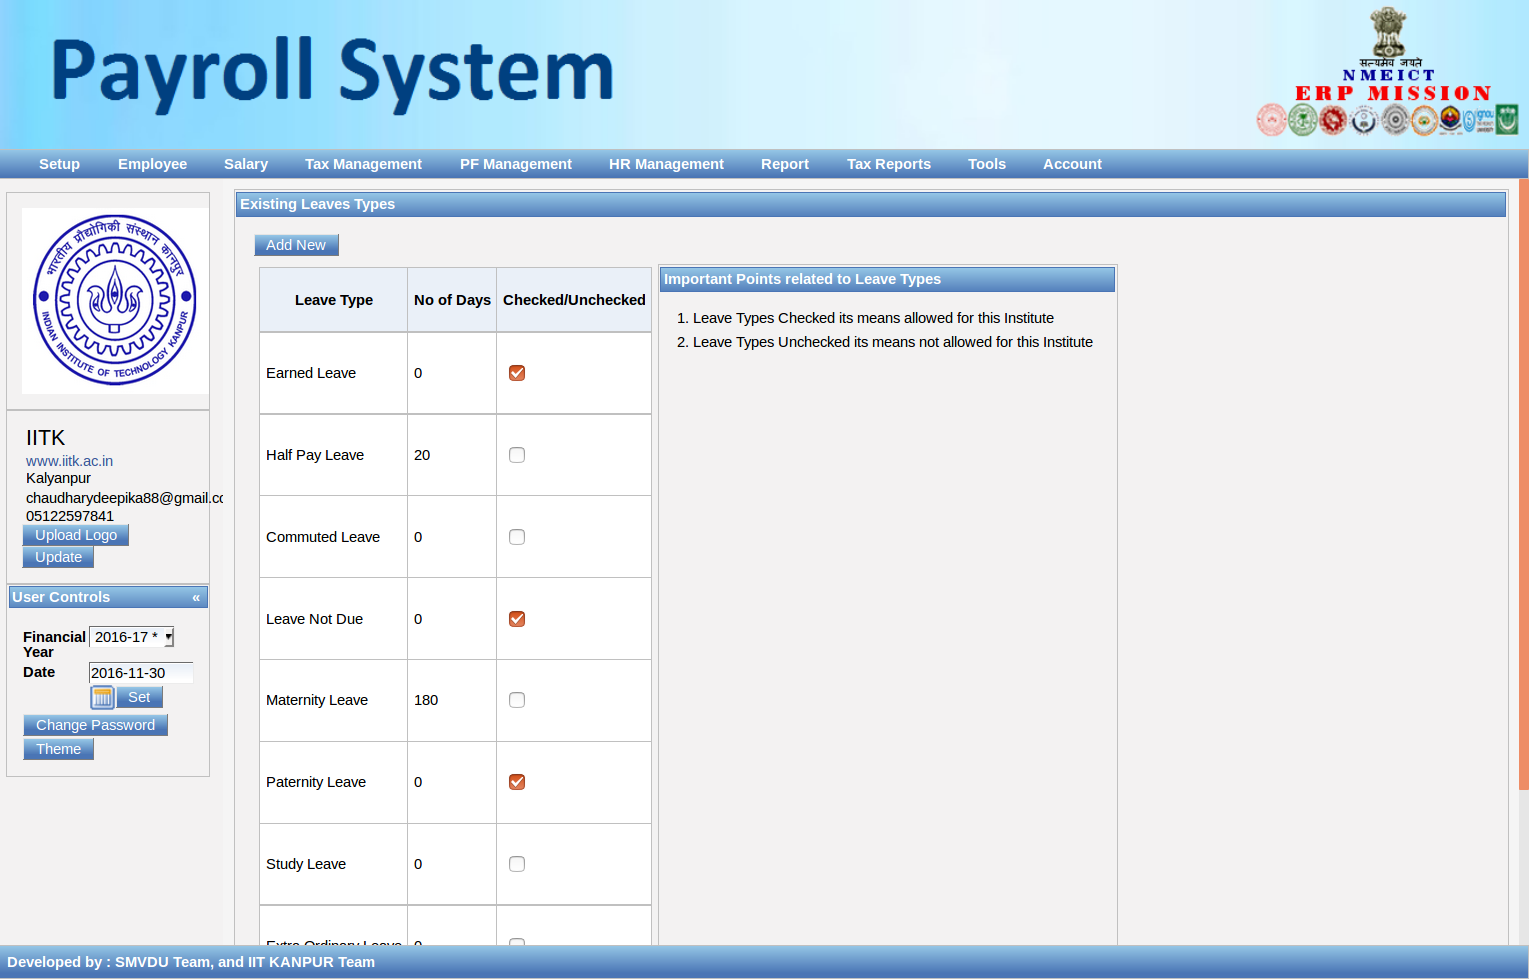 Payroll System
सत्यमेव जयते
NMEICT
ERP MISSION
Setup Employee Salary Tax Management PF Management HR Management Report Tax Reports Tools Account
भारतीय प्रौद्योगिकी संस्थान कानपुर
INDIAN INSTITUTE OF TECHNOLOGY KANPUR
IITK
www.iitk.ac.in
Kalyanpur
chaudharydeepika88@gmail.co
05122597841
Upload Logo
Update
User Controls «
Financial Year 2016-17 *
Date 2016-11-30
Set
Change Password
Theme
Existing Leaves Types
Add New
Leave Type No of Days Checked/Unchecked
Earned Leave 0
Half Pay Leave 20
Commuted Leave 0
Leave Not Due 0
Maternity Leave 180
Paternity Leave 0
Study Leave 0
Extra Ordinary Leave 0
Important Points related to Leave Types
1. Leave Types Checked its means allowed for this Institute
2. Leave Types Unchecked its means not allowed for this Institute
Developed by : SMVDU Team, and IIT KANPUR Team